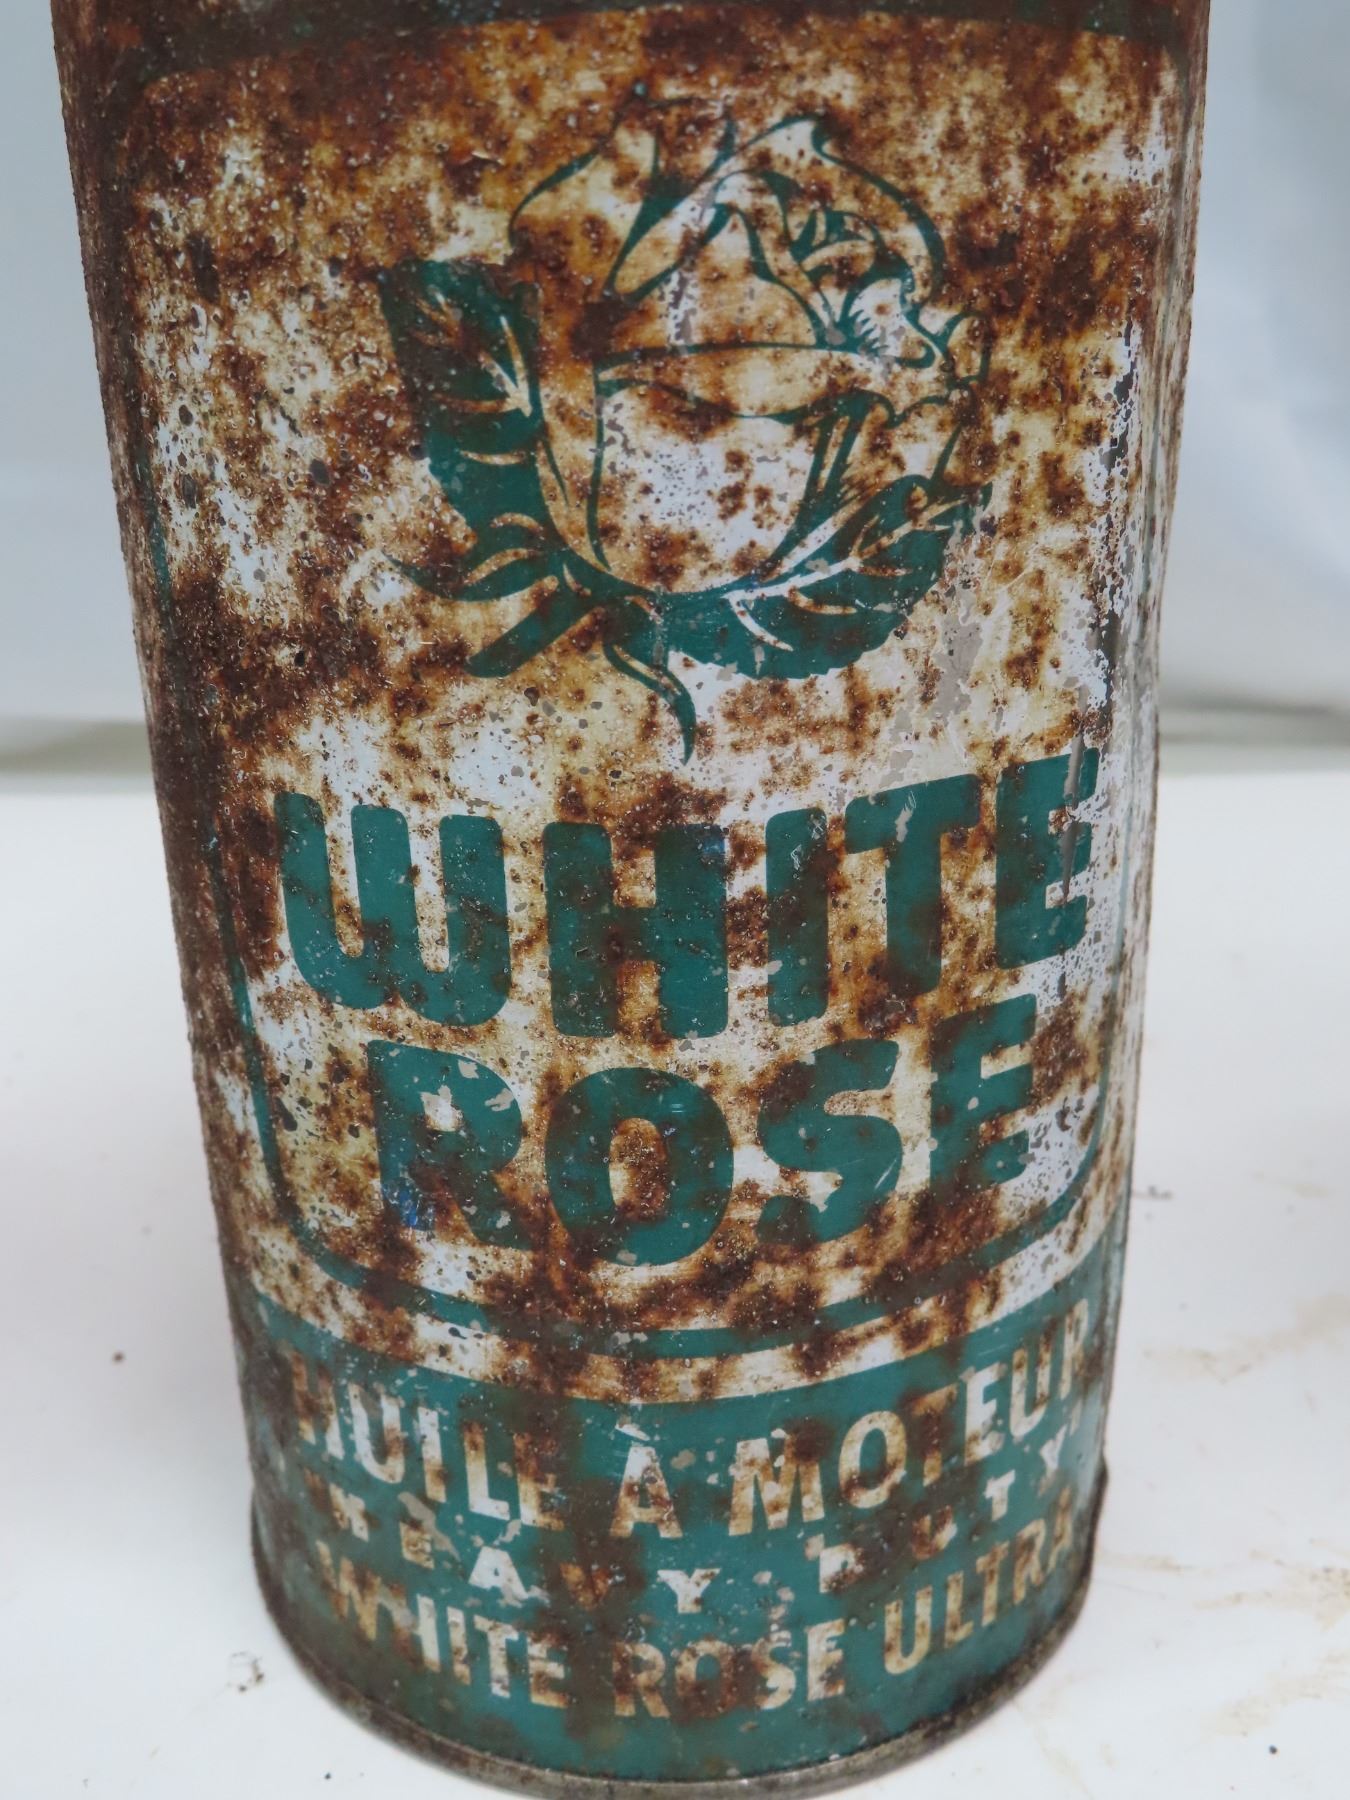 WHITE
ROSE
HUILE À MOTEUR
HEAVY DUTY
WHITE ROSE ULTRA